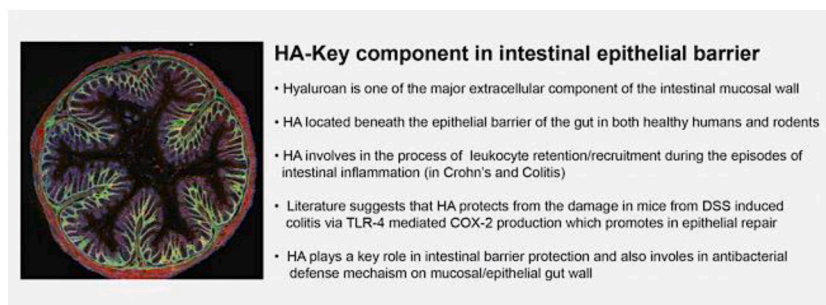 HA-Key component in intestinal epithelial barrier
• Hyaluroan is one of the major extracellular component of the intestinal mucosal wall
• HA located beneath the epithelial barrier of the gut in both healthy humans and rodents
• HA involves in the process of leukocyte retention/recruitment during the episodes of
intestinal inflammation (in Crohn's and Colitis)
• Literature suggests that HA protects from the damage in mice from DSS induced
colitis via TLR-4 mediated COX-2 production which promotes in epithelial repair
• HA plays a key role in intestinal barrier protection and also involes in antibacterial
defense mechaism on mucosal/epithelial gut wall